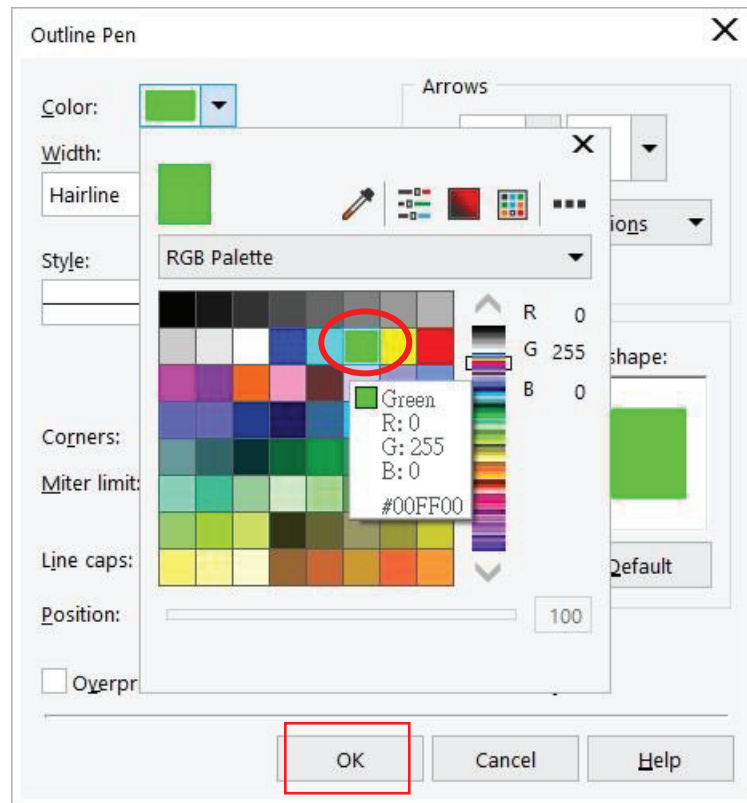 Outline Pen
Color:
Arrows
Width:
Hairline
RGB Palette
ions
Style:
R 0
G 255
B 0
shape:
Green
R: 0
G: 255
B: 0
#00FF00
Corners:
Miter limit:
Line caps:
Default
Position:
100
Overpr
OK
Cancel
Help